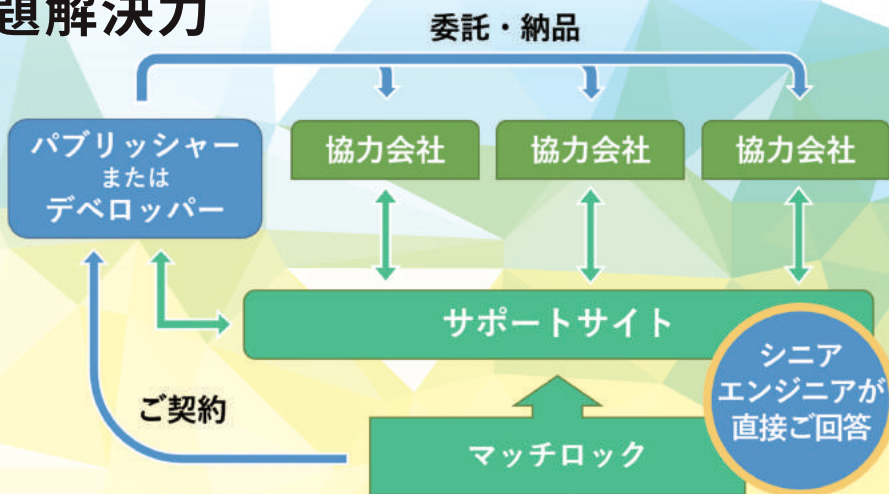 題解決力
委託・納品
パブリッシャー
または
デベロッパー
協力会社
協力会社
協力会社
サポートサイト
シニア
エンジニアが
直接ご回答
ご契約
マッチロック